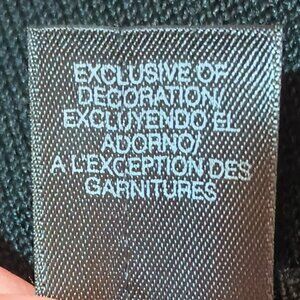 EXCLUSIVE OF
DECORATION/
EXCLUYENDO EL
ADORNO/
A L'EXCEPTION DES
GARNITURES